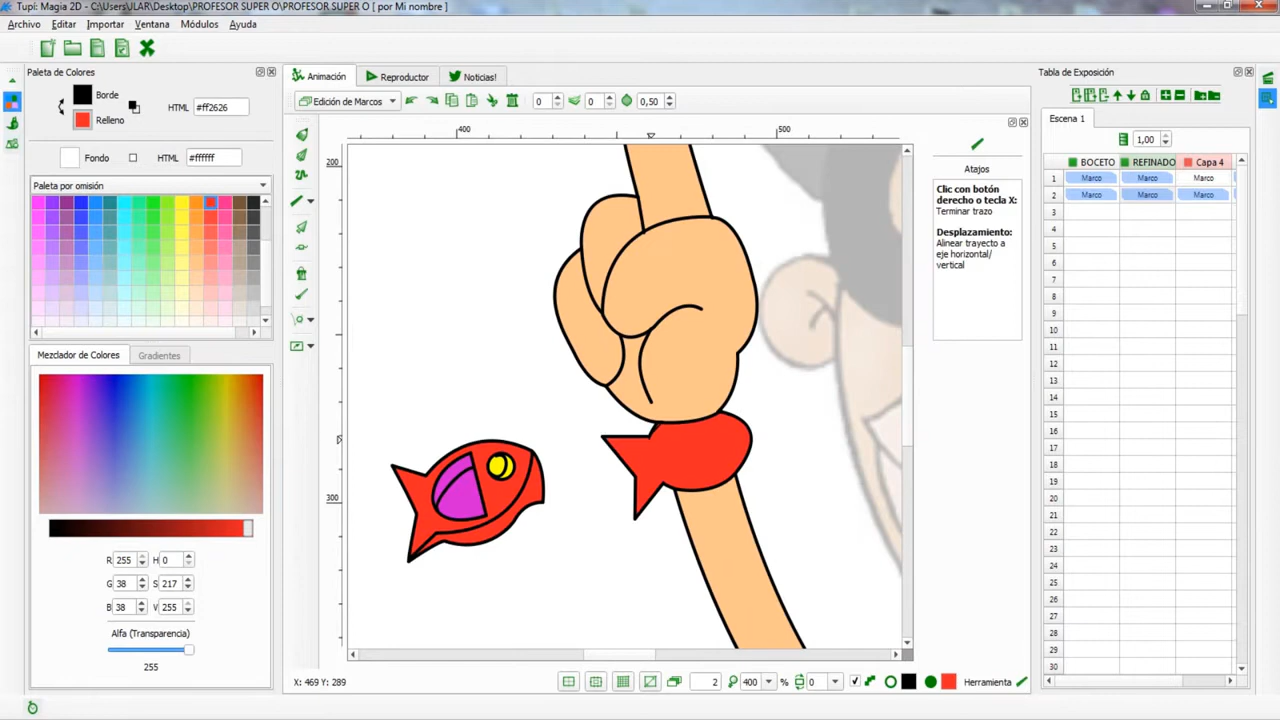 Tupi: Magia 2D - C:\Users\ULAR\Desktop\PROFESOR SUPER O\PROFESOR SUPER O [ por Mi nombre ]
Archivo Editar Importar Ventana Módulos Ayuda
Paleta de Colores
Borde
Relleno
HTML #ff2626
Fondo
HTML #ffffff
Paleta por omisión
Mezclador de Colores Gradientes
R 255 H 0
G 38 S 217
B 38 V 255
Alfa (Transparencia)
255
Animación Reproductor Noticias!
Edición de Marcos 0 0 0,50
400 500
200
300
Atajos
Clic con botón
derecho o tecla X:
Terminar trazo
Desplazamiento:
Alinear trayecto a
eje horizontal/
vertical
X: 469 Y: 289
2 400 % 0 Herramienta
Tabla de Exposición
Escena 1
1,00
BOCETO REFINADO Capa 4
1 Marco Marco Marco
2 Marco Marco Marco
3
4
5
6
7
8
9
10
11
12
13
14
15
16
17
18
19
20
21
22
23
24
25
26
27
28
29
30